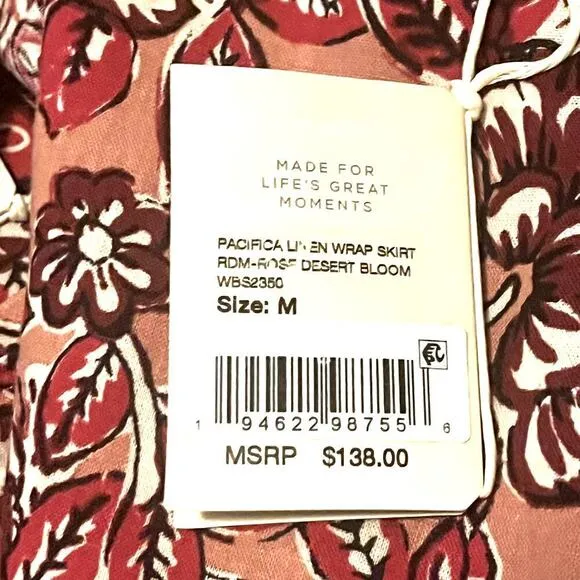 MADE FOR
LIFE'S GREAT
MOMENTS
PACIFICA LINEN WRAP SKIRT
RDM-ROSE DESERT BLOOM
WBS2350
Size: M
1 94622 98755 6
MSRP $138.00